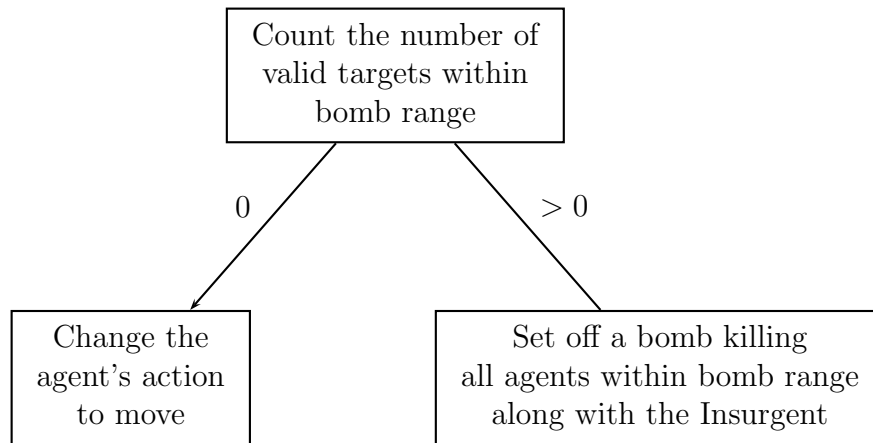 Count the number of
valid targets within
bomb range
0
> 0
Change the
agent's action
to move
Set off a bomb killing
all agents within bomb range
along with the Insurgent